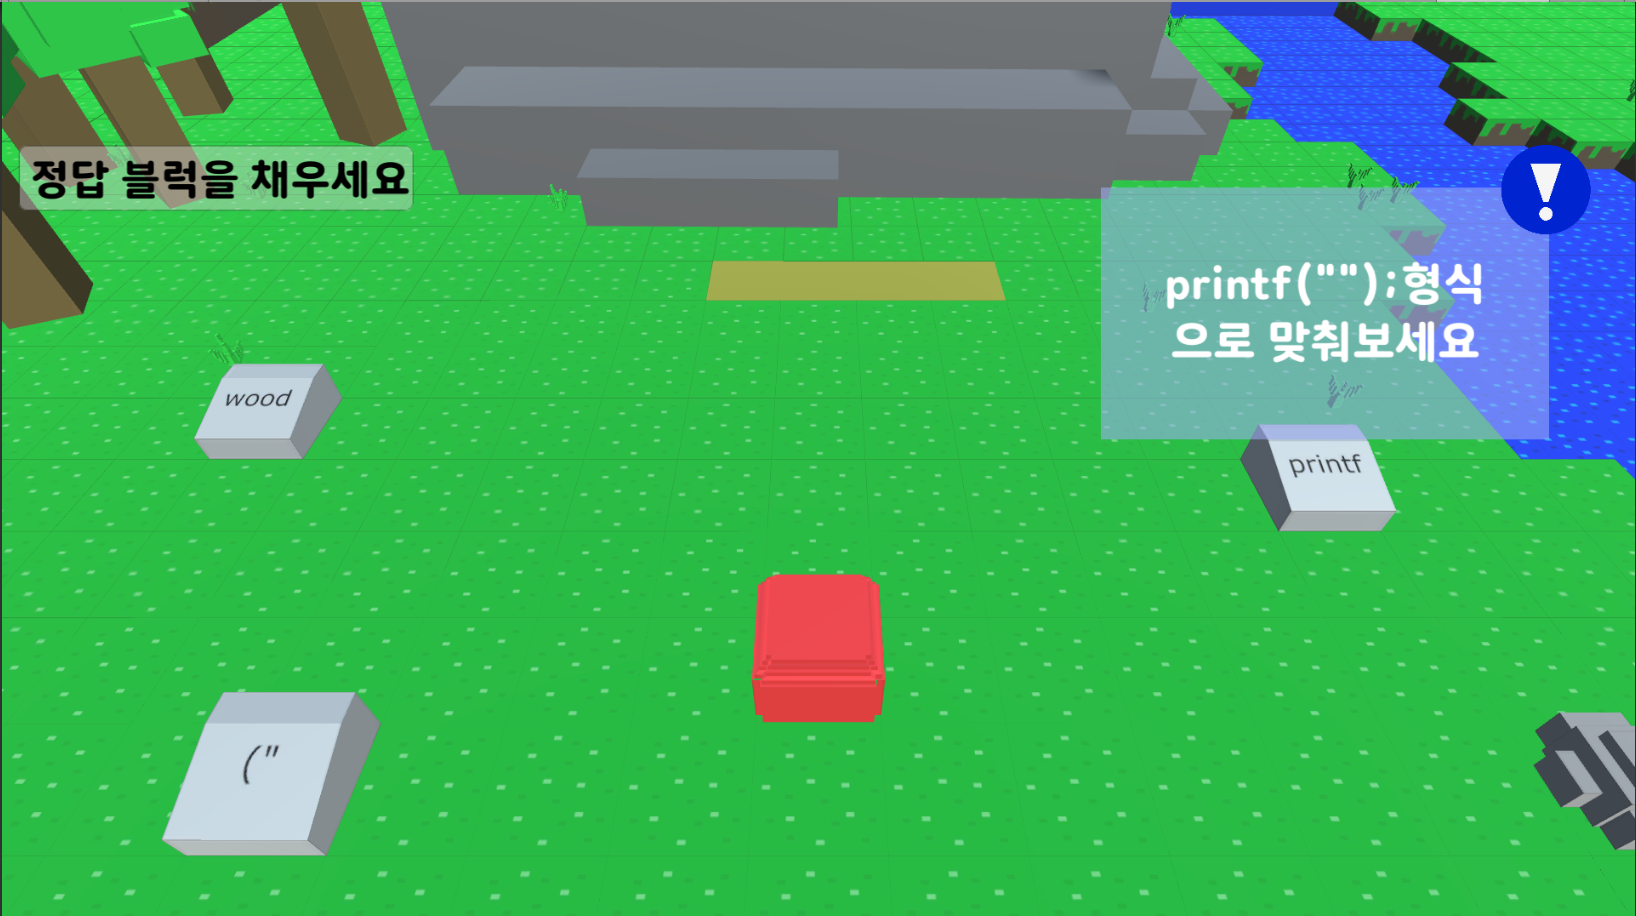 정답 블럭을 채우세요
printf("");형식
으로 맞춰보세요
wood
printf
("